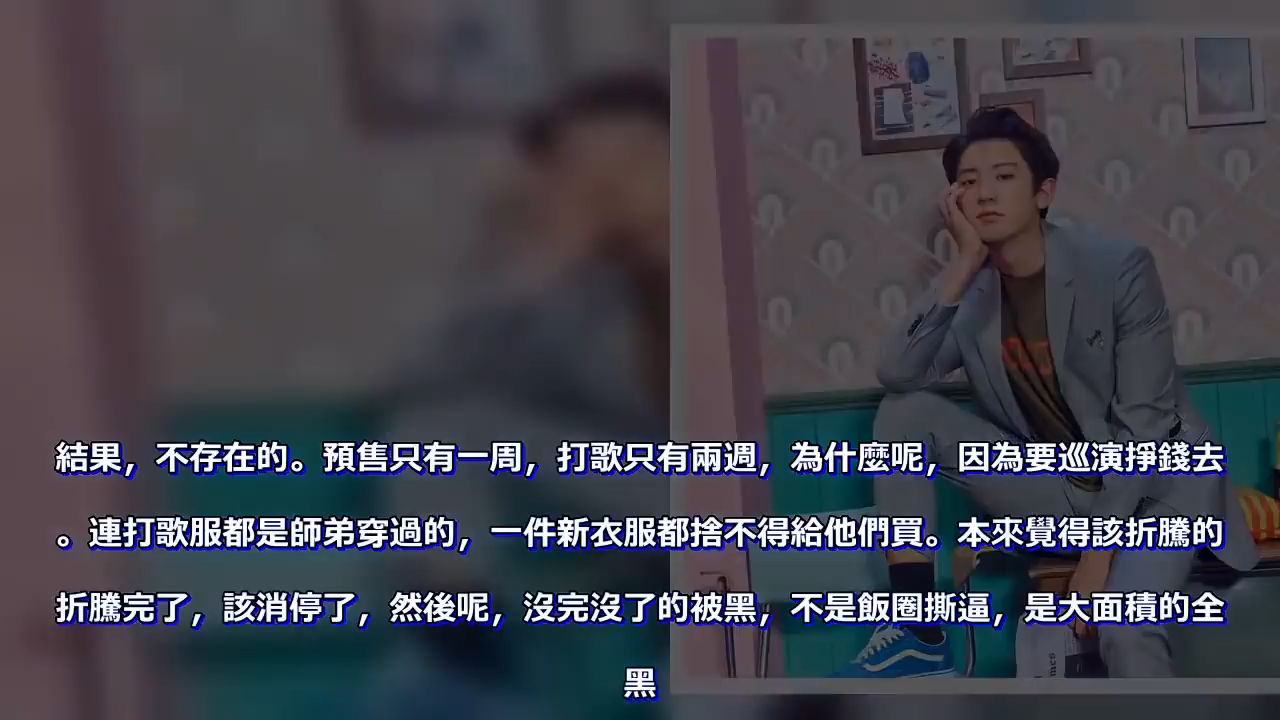 結果，不存在的。預售只有一周，打歌只有兩週，為什麼呢，因為要巡演掙錢去
。連打歌服都是師弟穿過的，一件新衣服都捨不得給他們買。本來覺得該折騰的
折騰完了，該消停了，然後呢，沒完沒了的被黑，不是飯圈撕逼，是大面積的全
黑